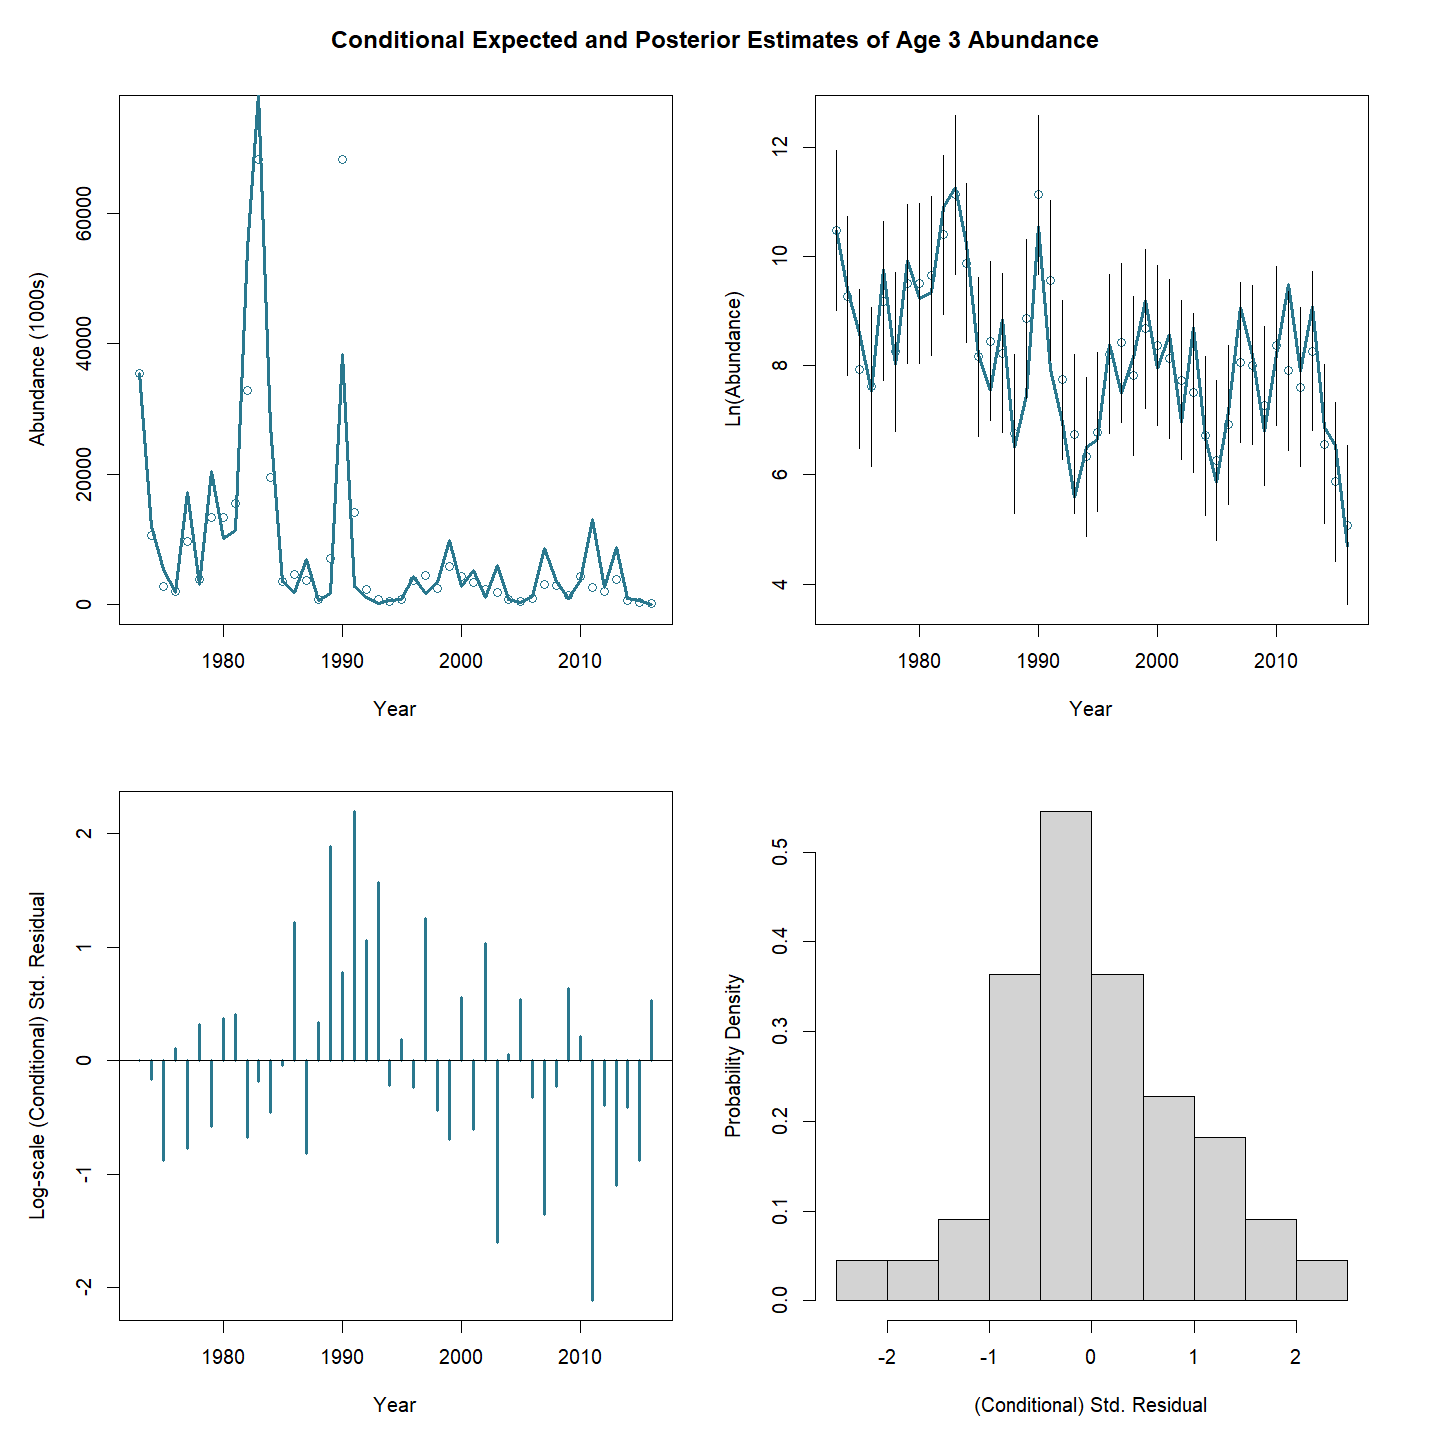 Conditional Expected and Posterior Estimates of Age 3 Abundance
Abundance (1000s)
60000
40000
20000
0
1980 1990 2000 2010
Year
Ln(Abundance)
12
10
8
6
4
1980 1990 2000 2010
Year
Log-scale (Conditional) Std. Residual
2
1
0
-1
-2
1980 1990 2000 2010
Year
Probability Density
0.5
0.4
0.3
0.2
0.1
0.0
-2 -1 0 1 2
(Conditional) Std. Residual